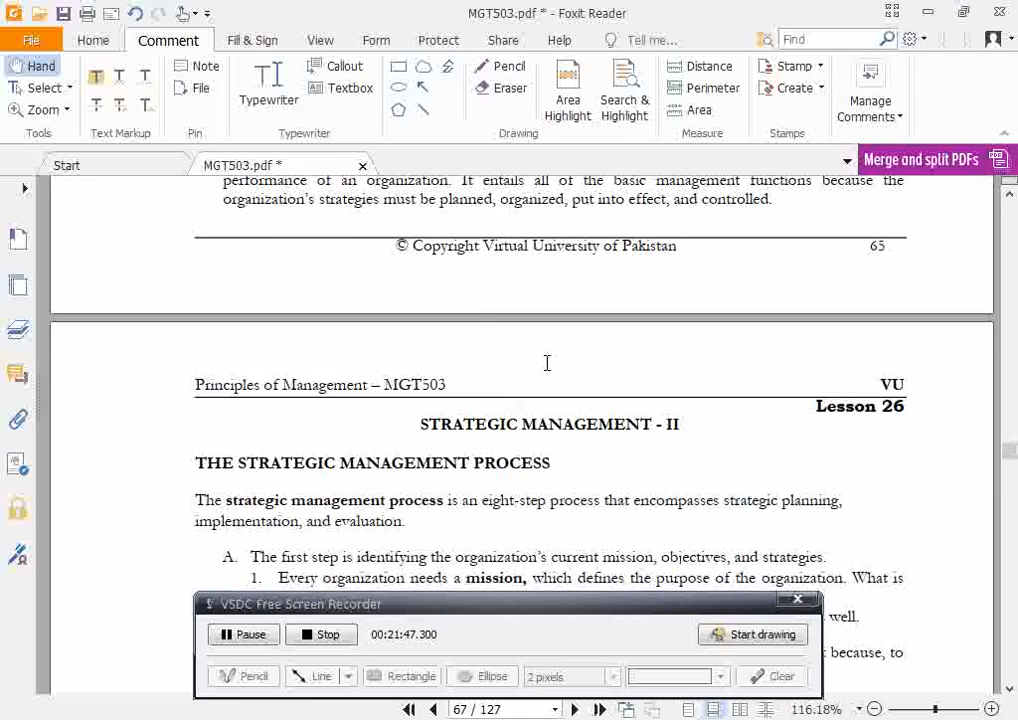 MGT503.pdf * - Foxit Reader
File Home Comment Fill & Sign View Form Protect Share Help Tell me... Find
Hand
Select
Zoom
Tools
Text Markup
Note
File
Pin
Typewriter
Callout
Textbox
Typewriter
Pencil
Eraser
Area Highlight
Search & Highlight
Drawing
Distance
Perimeter
Area
Measure
Stamp
Create
Stamps
Manage Comments
Start MGT503.pdf * Merge and split PDFs
performance of an organization. It entails all of the basic management functions because the
organization's strategies must be planned, organized, put into effect, and controlled.
© Copyright Virtual University of Pakistan 65
Principles of Management – MGT503 VU
Lesson 26
STRATEGIC MANAGEMENT - II
THE STRATEGIC MANAGEMENT PROCESS
The strategic management process is an eight-step process that encompasses strategic planning,
implementation, and evaluation.
A. The first step is identifying the organization's current mission, objectives, and strategies.
1. Every organization needs a mission, which defines the purpose of the organization. What is
well.
because, to
VSDC Free Screen Recorder
Pause Stop 00:21:47.300 Start drawing
Pencil Line Rectangle Ellipse 2 pixels Clear
67 / 127 116.18%